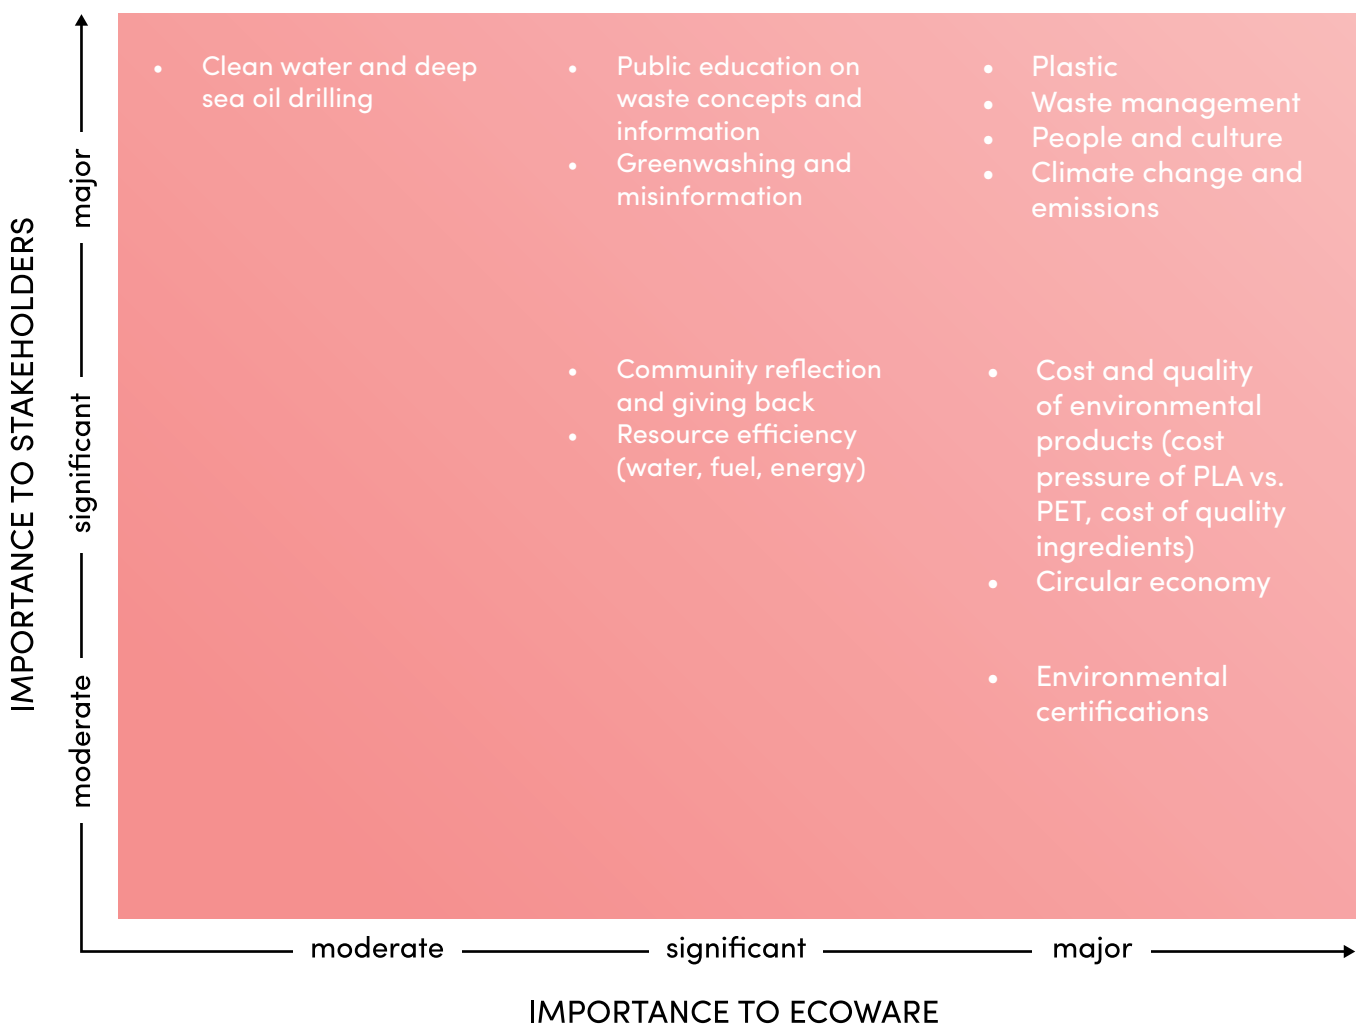 IMPORTANCE TO STAKEHOLDERS
major
significant
moderate
• Clean water and deep
sea oil drilling
• Public education on
waste concepts and
information
• Greenwashing and
misinformation
• Plastic
• Waste management
• People and culture
• Climate change and
emissions
• Community reflection
and giving back
• Resource efficiency
(water, fuel, energy)
• Cost and quality
of environmental
products (cost
pressure of PLA vs.
PET, cost of quality
ingredients)
• Circular economy
• Environmental
certifications
moderate
significant
major
IMPORTANCE TO ECOWARE